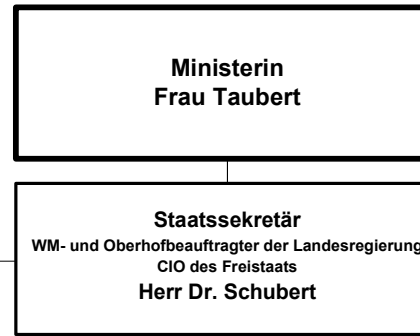 Ministerin
Frau Taubert
Staatssekretär
WM- und Oberhofbeauftragter der Landesregierung
CIO des Freistaats
Herr Dr. Schubert